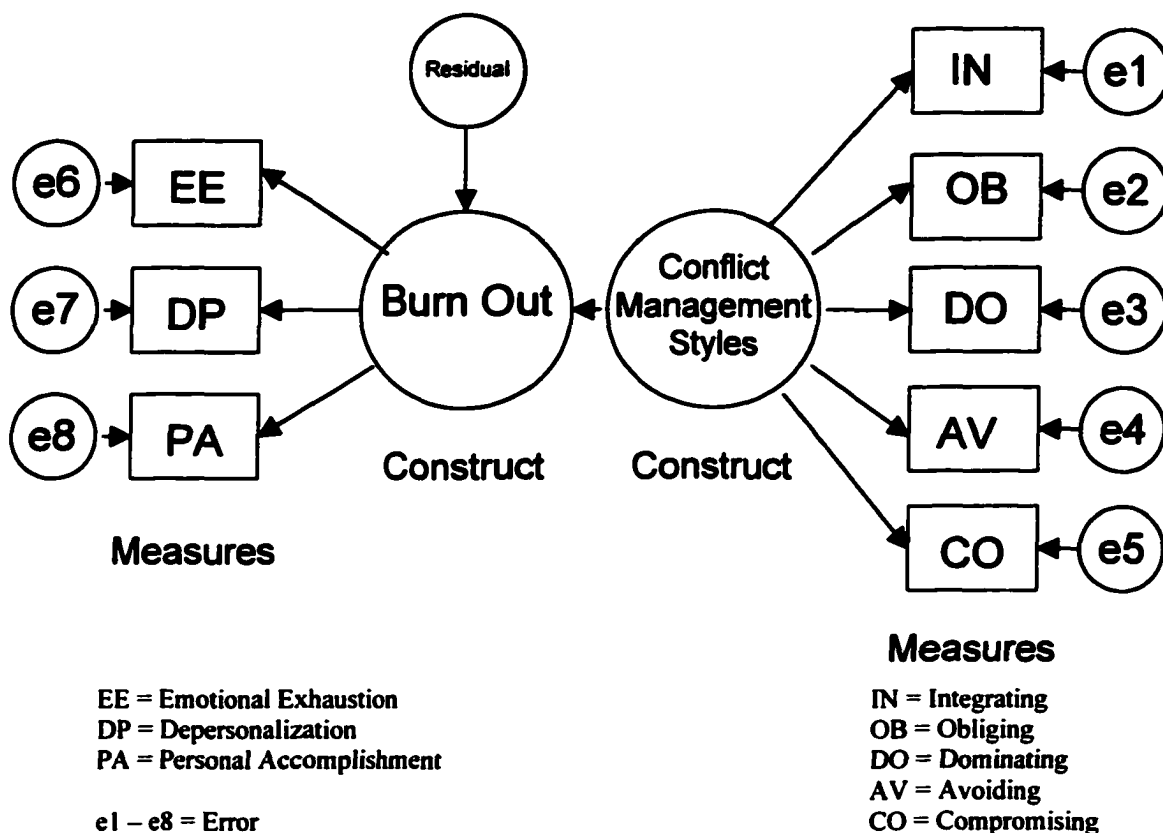 Residual
IN
e1
e6
EE
OB
e2
e7
DP
Burn Out
Conflict
Management
Styles
DO
e3
e8
PA
AV
e4
Construct
Construct
CO
e5
Measures
Measures
EE = Emotional Exhaustion
DP = Depersonalization
PA = Personal Accomplishment
e1 – e8 = Error
IN = Integrating
OB = Obliging
DO = Dominating
AV = Avoiding
CO = Compromising